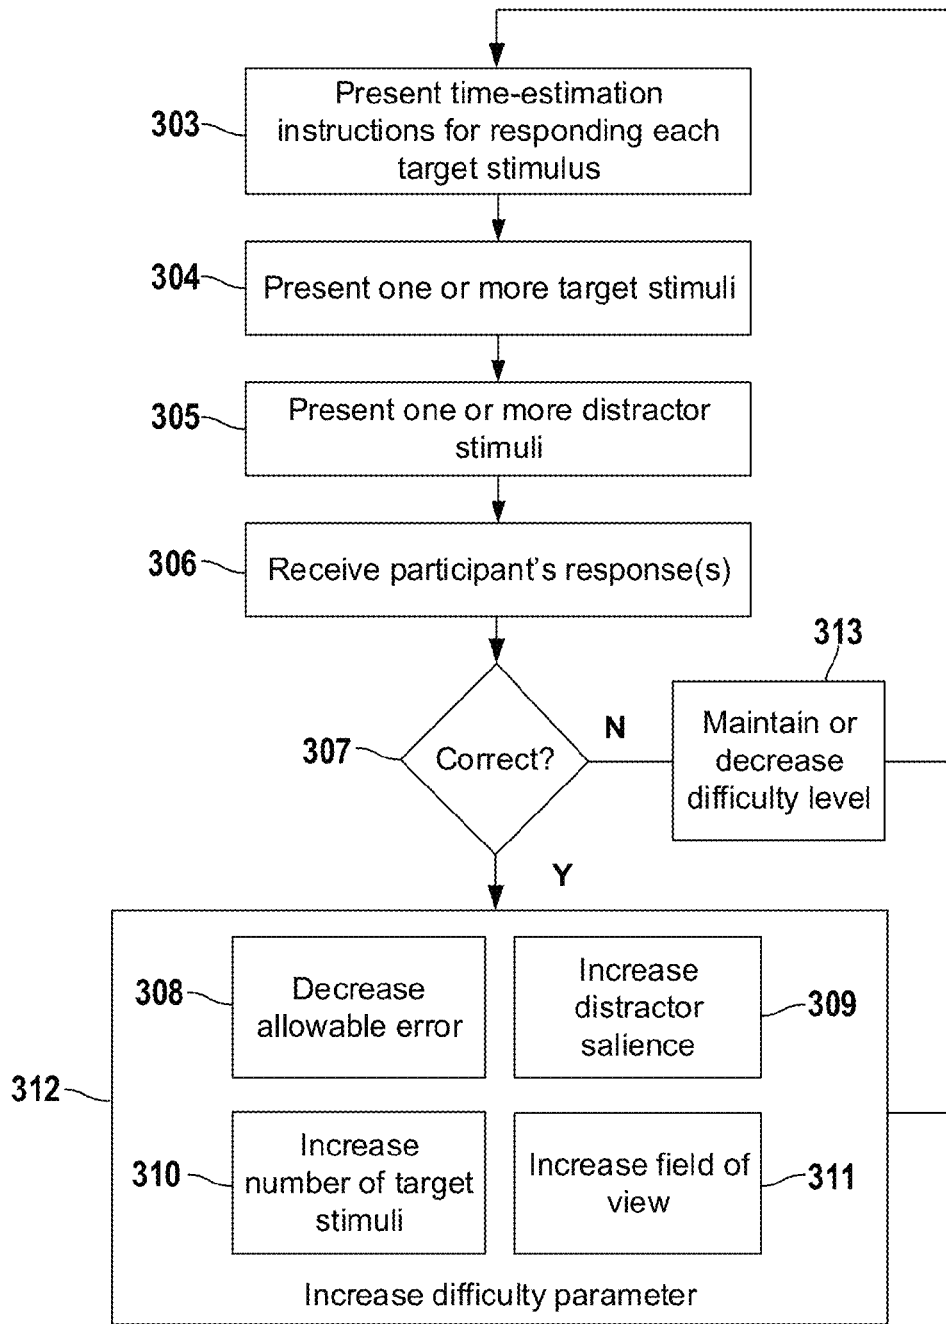 303
Present time-estimation
instructions for responding each
target stimulus
304
Present one or more target stimuli
305
Present one or more distractor
stimuli
306
Receive participant's response(s)
307
Correct?
N
313
Maintain or
decrease
difficulty level
Y
312
308
Decrease
allowable error
Increase
distractor
salience
309
310
Increase
number of target
stimuli
Increase field of
view
311
Increase difficulty parameter